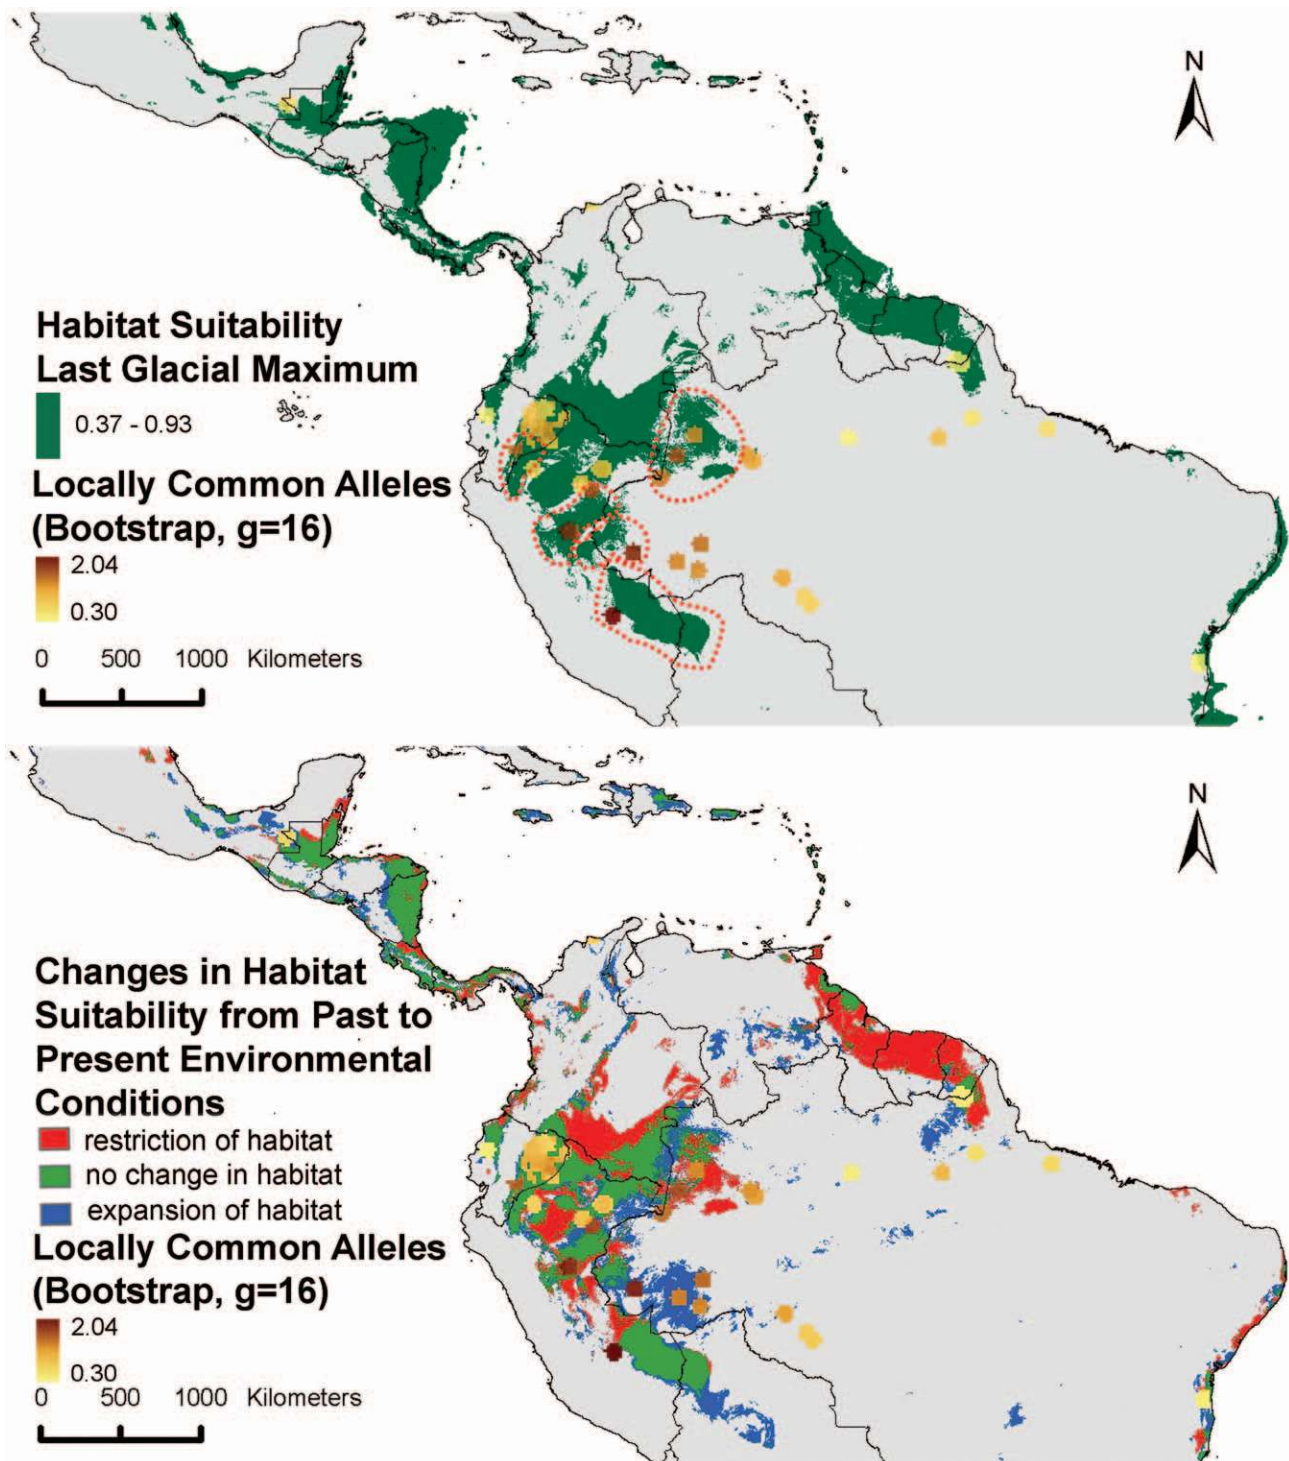 N
Habitat Suitability
Last Glacial Maximum
0.37 - 0.93
Locally Common Alleles
(Bootstrap, g=16)
2.04
0.30
0 500 1000 Kilometers
N
Changes in Habitat
Suitability from Past to
Present Environmental
Conditions
restriction of habitat
no change in habitat
expansion of habitat
Locally Common Alleles
(Bootstrap, g=16)
2.04
0.30
0 500 1000 Kilometers